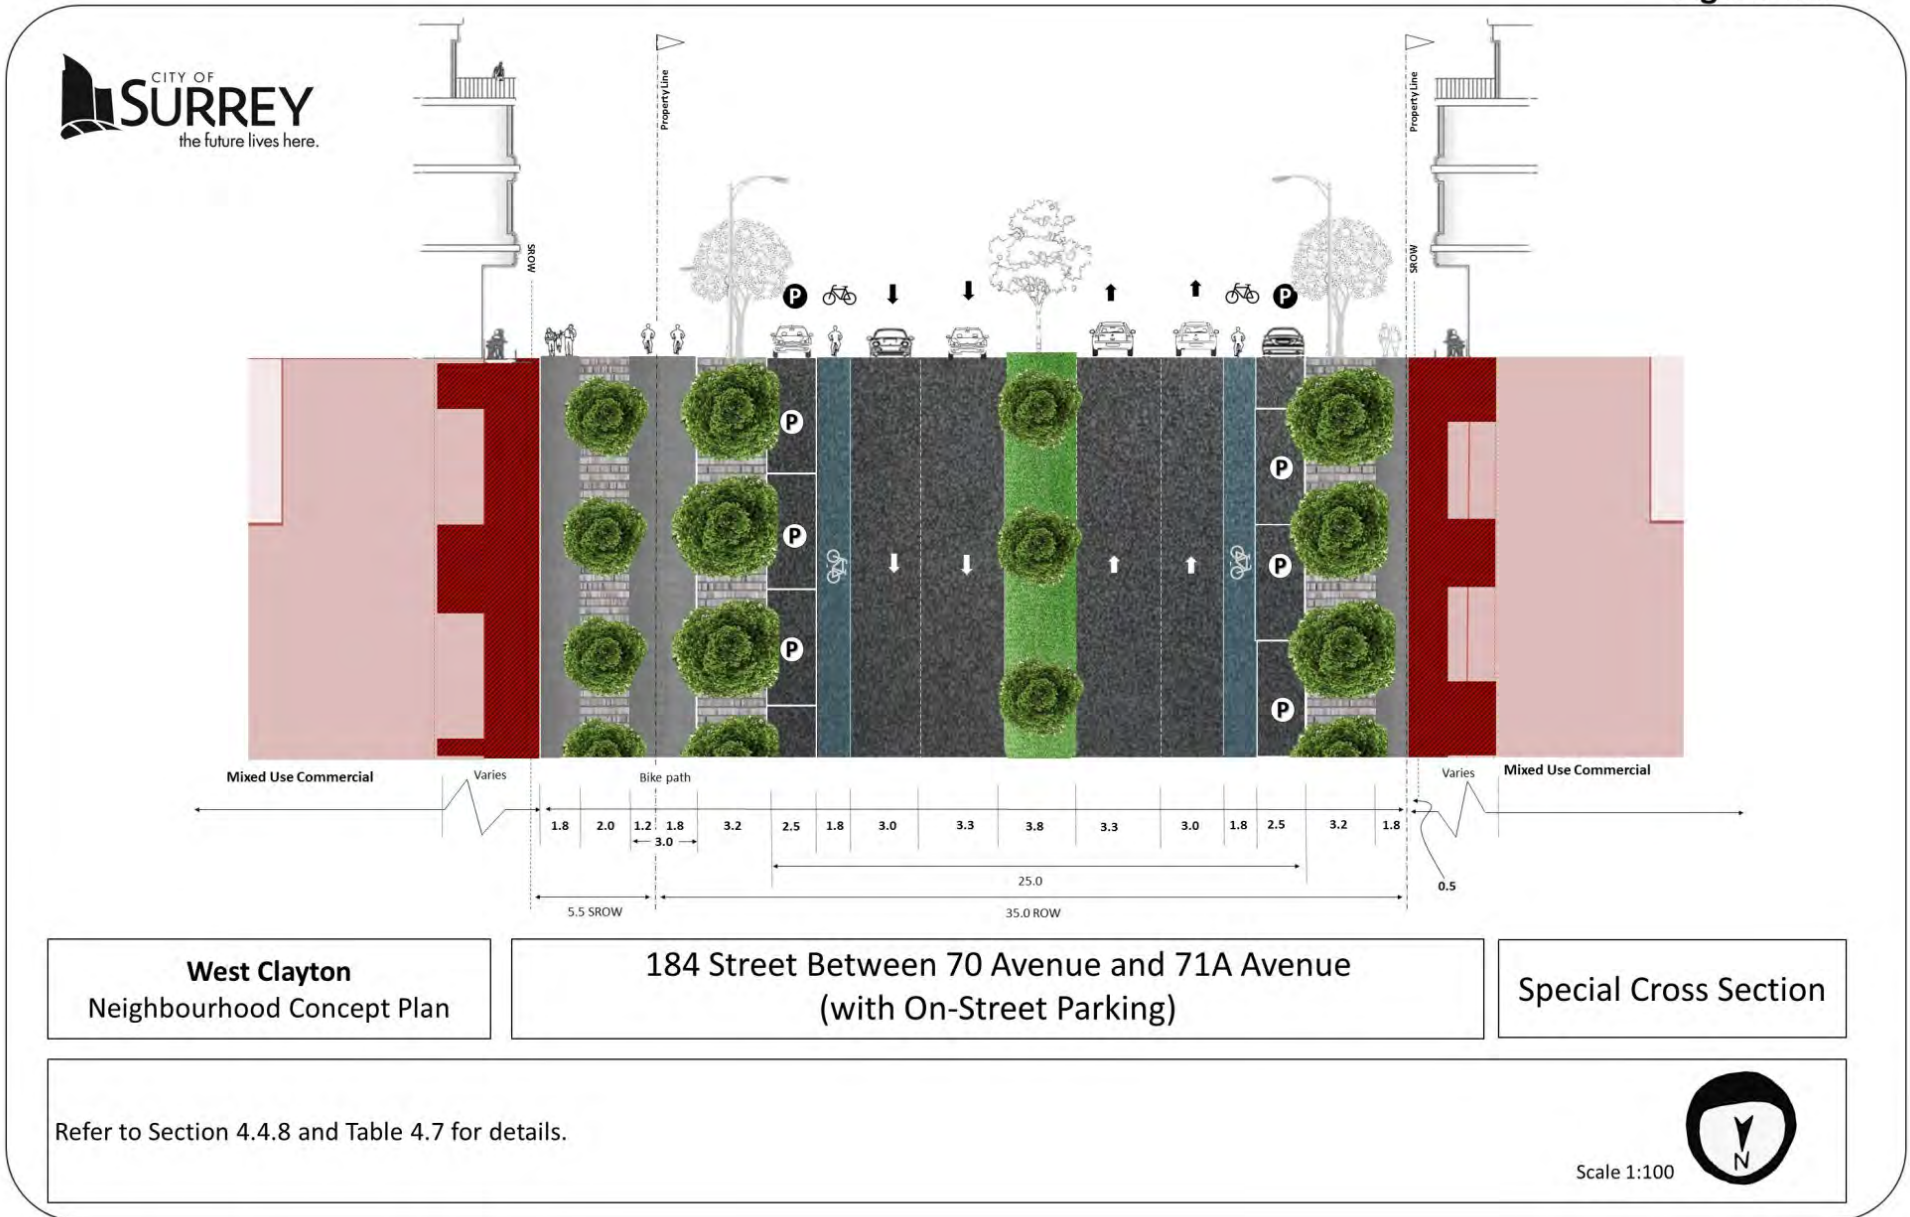 CITY OF
SURREY
the future lives here.
Property Line
Property Line
SROW
SROW
P
P
P
P
P
P
P
P
Mixed Use Commercial
Varies
Bike path
Varies
Mixed Use Commercial
1.8 2.0 1.2 1.8 3.2 2.5 1.8 3.0 3.3 3.8 3.3 3.0 1.8 2.5 3.2 1.8
3.0
25.0
0.5
5.5 SROW
35.0 ROW
West Clayton
Neighbourhood Concept Plan
184 Street Between 70 Avenue and 71A Avenue
(with On-Street Parking)
Special Cross Section
Refer to Section 4.4.8 and Table 4.7 for details.
N
Scale 1:100